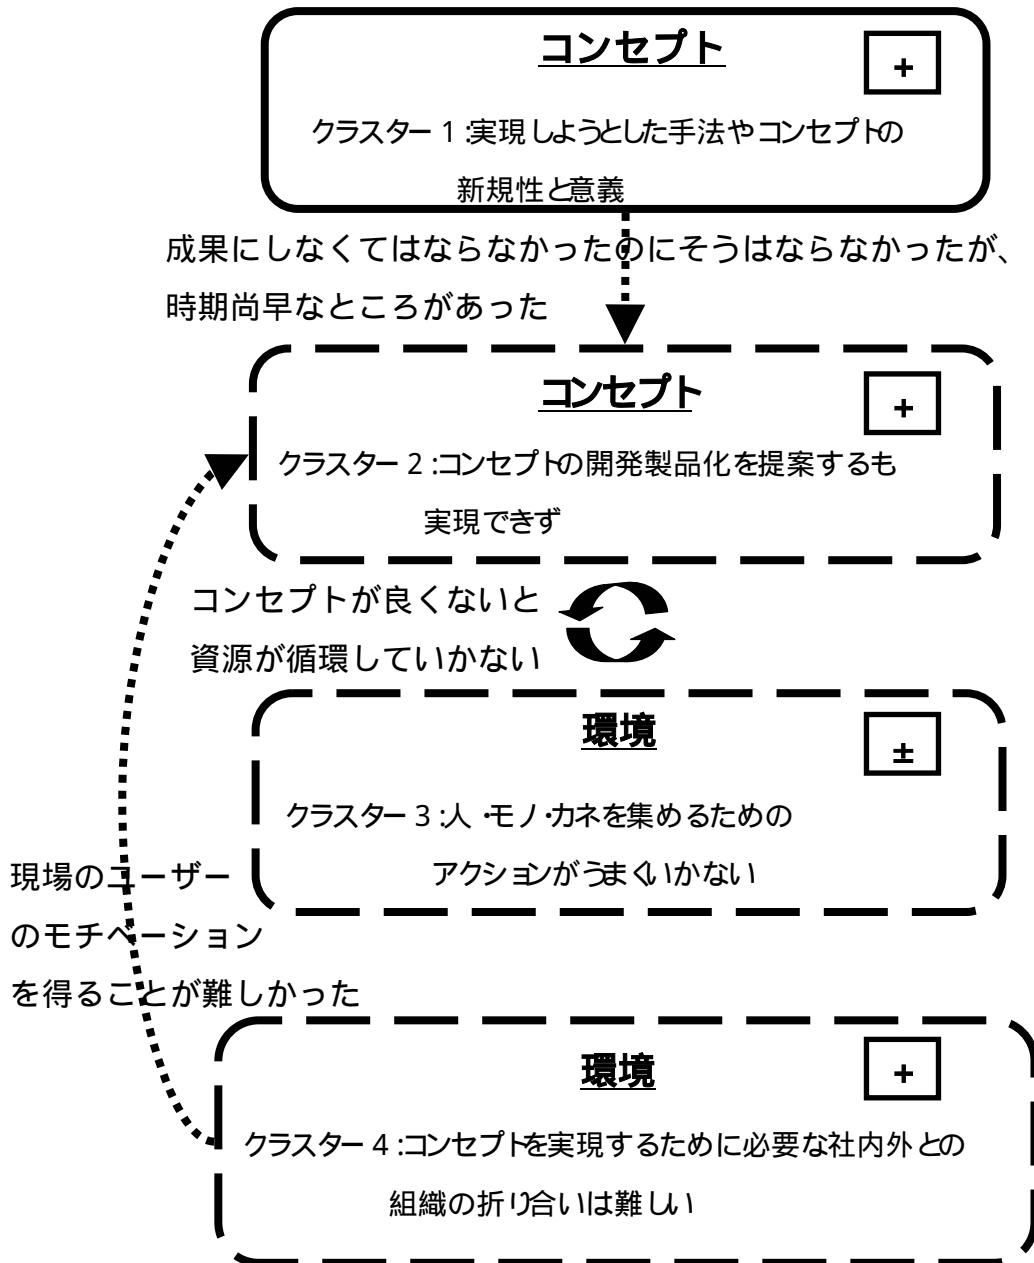 コンセプト
+
クラスター 1 :実現しようとした手法やコンセプトの
新規性と意義
成果にしなくてはならなかったのにそうはならなかったが、
時期尚早なところがあった
コンセプト
+
クラスター 2 :コンセプトの開発製品化を提案するも
実現できず
コンセプトが良くないと
資源が循環していかない
環境
±
クラスター 3 :人・モノ・カネを集めるための
アクションがうまくいかない
現場のユーザー
のモチベーション
を得ることが難しかった
環境
+
クラスター 4 :コンセプトを実現するために必要な社内外との
組織の折り合いは難しい